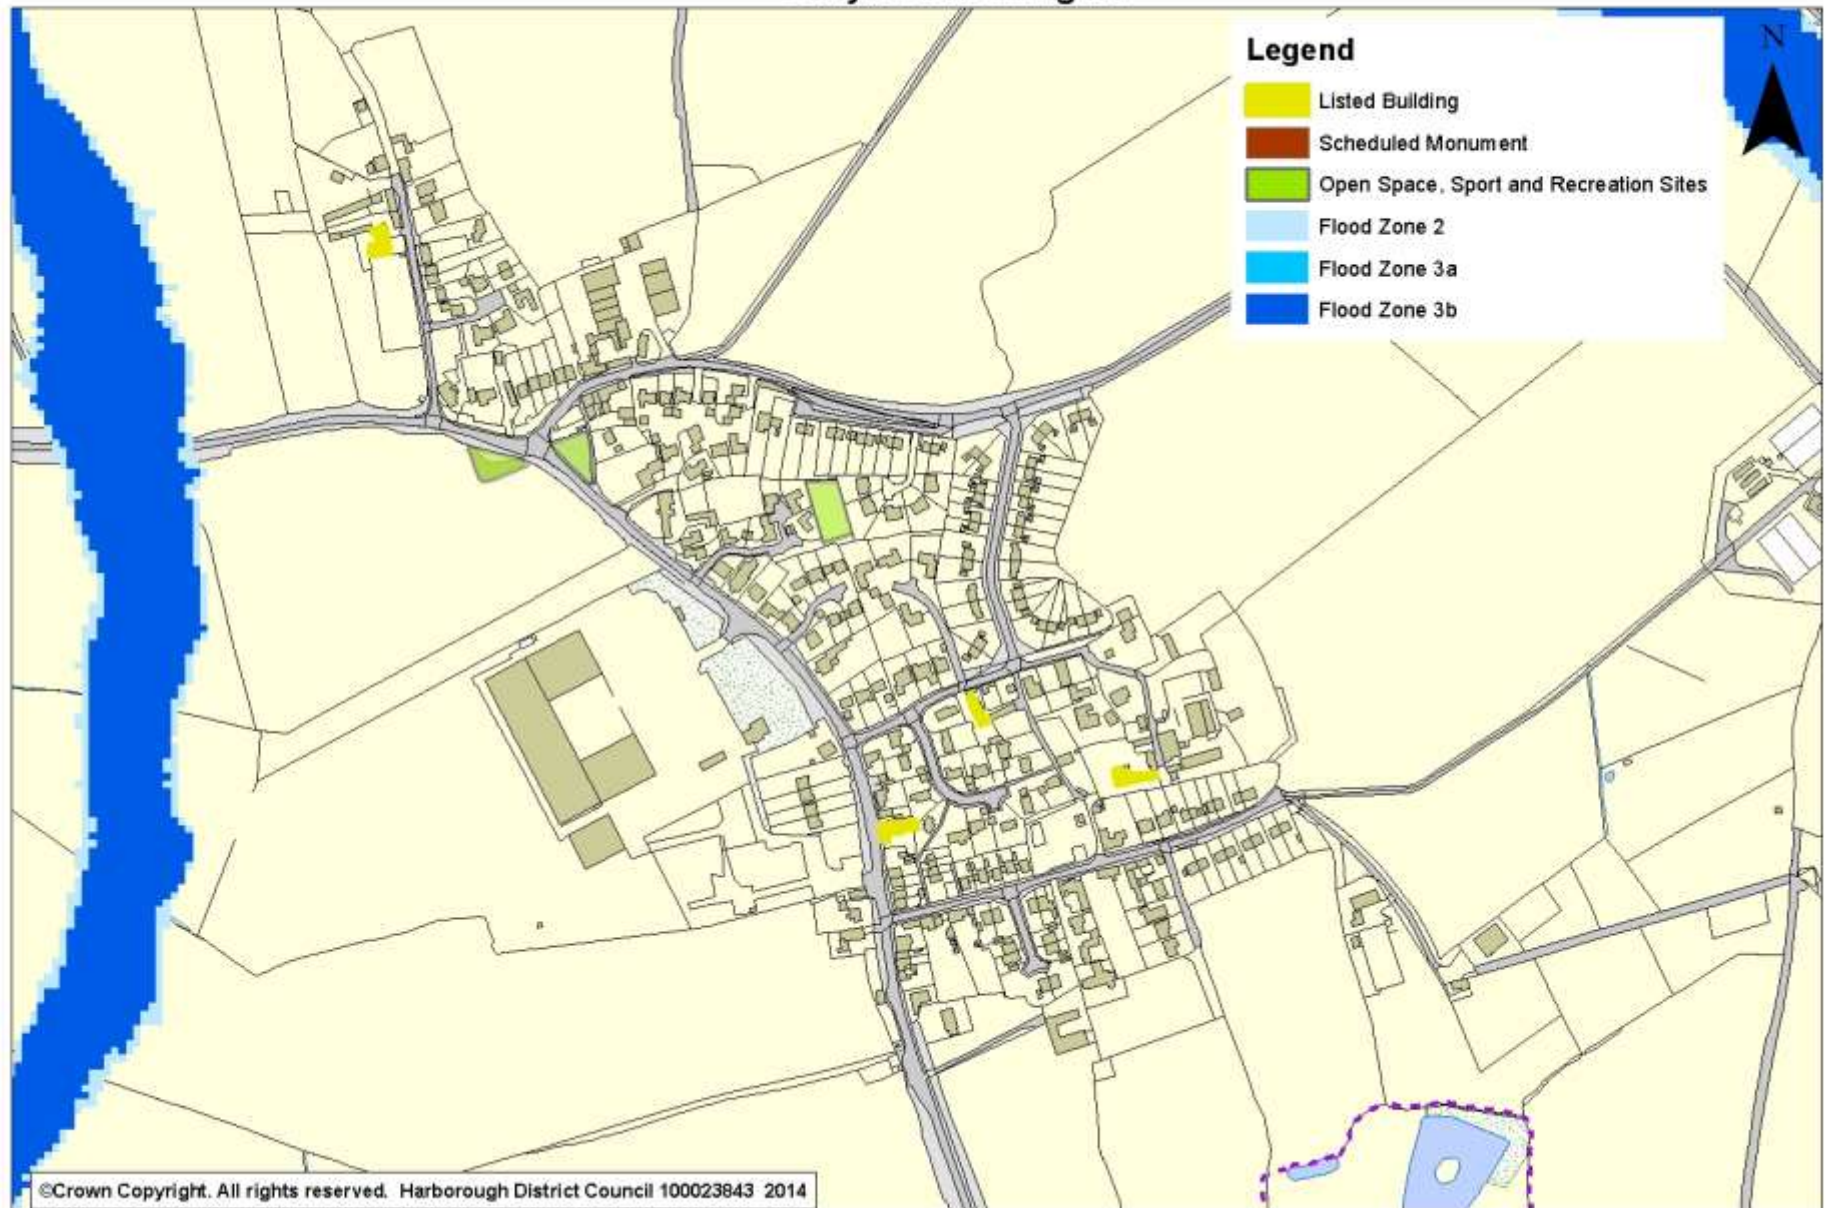 Legend
N
Listed Building
Scheduled Monument
Open Space, Sport and Recreation Sites
Flood Zone 2
Flood Zone 3a
Flood Zone 3b
©Crown Copyright. All rights reserved. Harborough District Council 100023843 2014